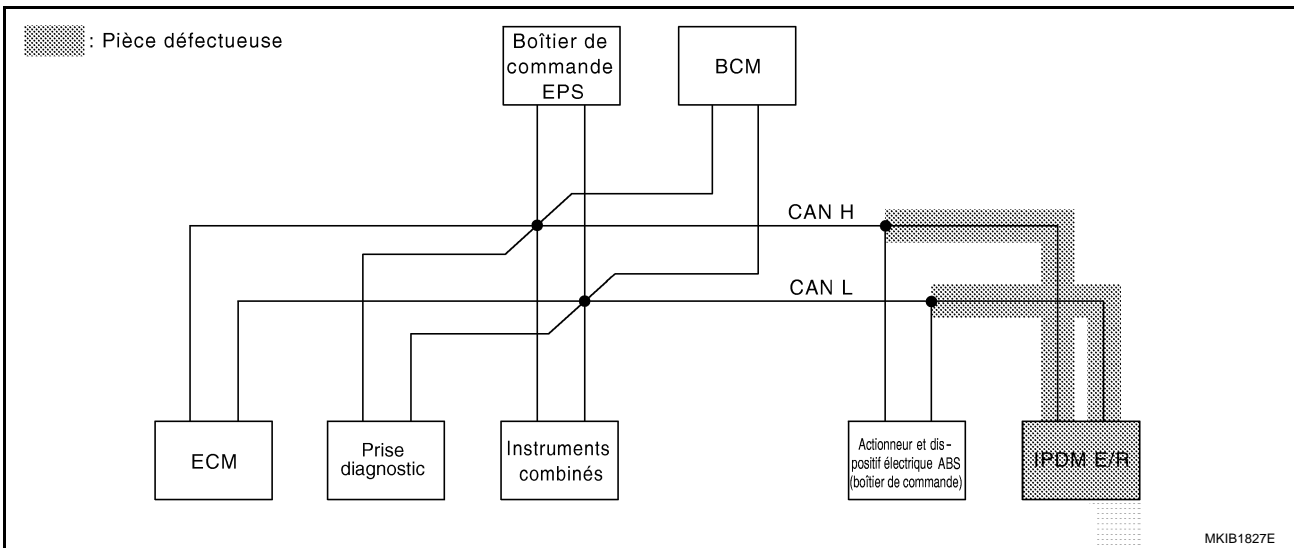 : Pièce défectueuse
Boîtier de
commande
EPS
BCM
CAN H
CAN L
ECM
Prise
diagnostic
Instruments
combinés
Actionneur et dis-
positif électrique ABS
(boîtier de commande)
IPDM E/R
MKIB1827E